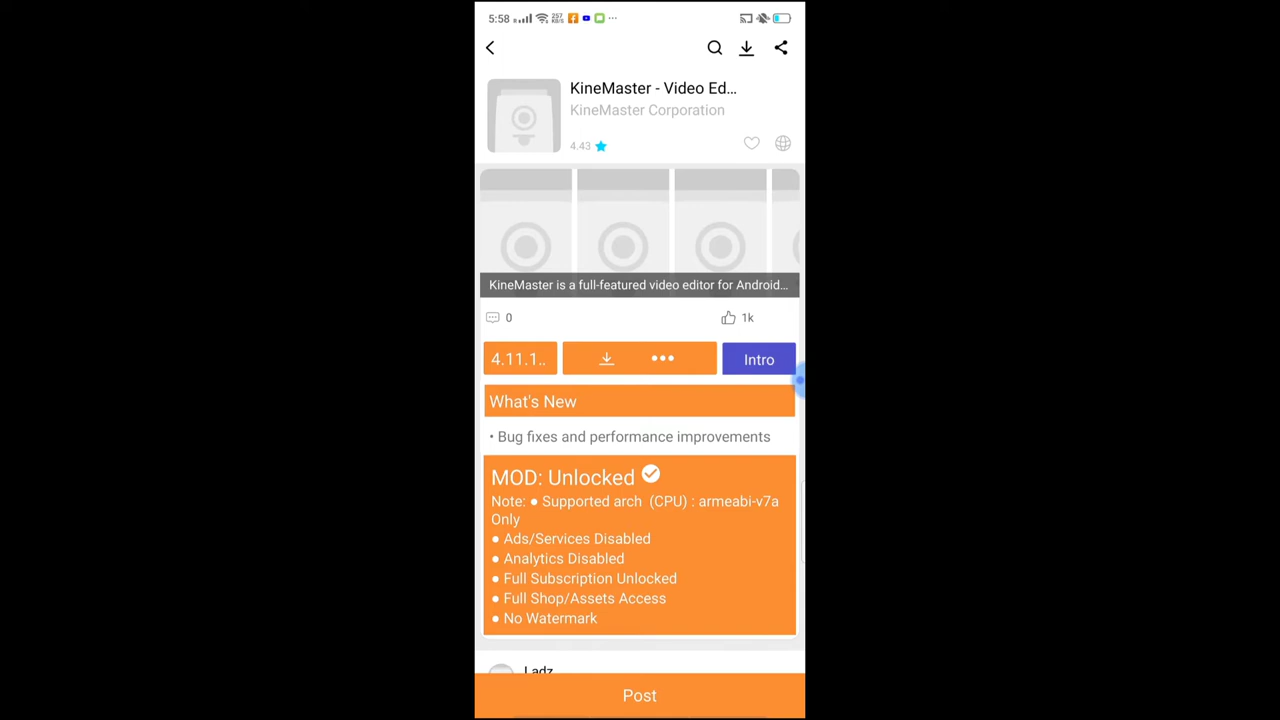 5:58
257
KB/s
KineMaster - Video Ed...
KineMaster Corporation
4.43
KineMaster is a full-featured video editor for Android...
0
1k
4.11.1..
Intro
What's New
• Bug fixes and performance improvements
MOD: Unlocked
Note: ● Supported arch (CPU) : armeabi-v7a
Only
● Ads/Services Disabled
● Analytics Disabled
● Full Subscription Unlocked
● Full Shop/Assets Access
● No Watermark
Ladz
Post